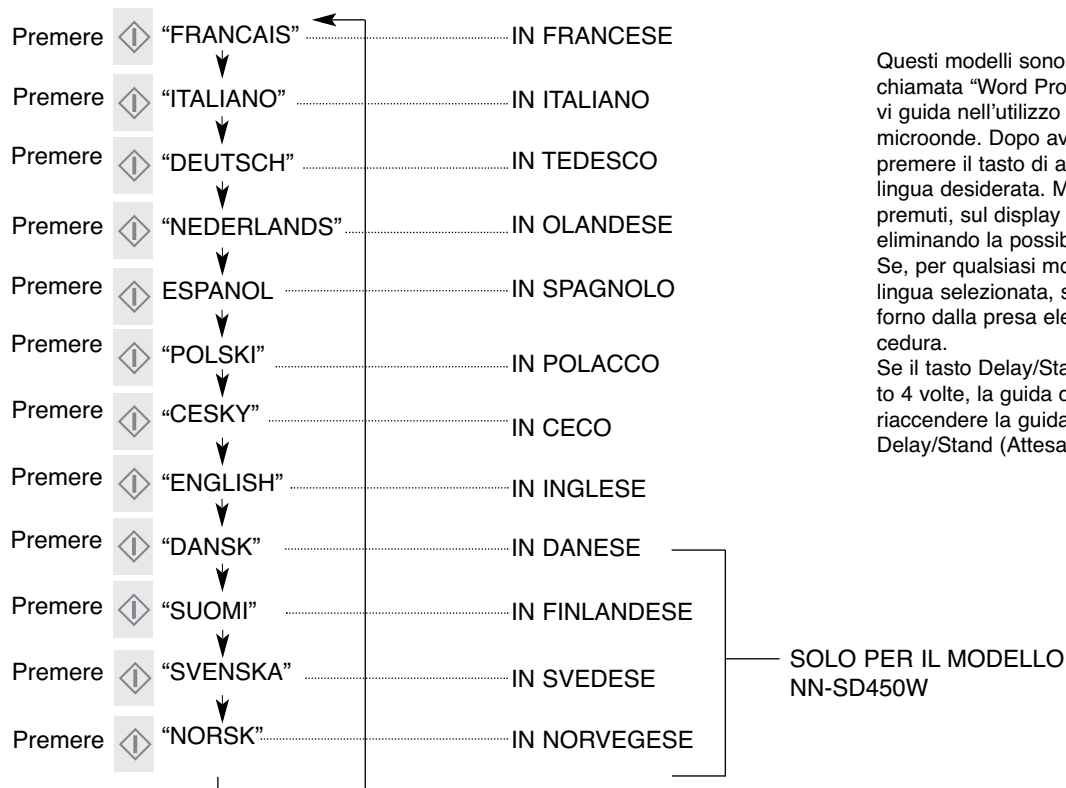 Premere “FRANCAIS” IN FRANCESE
Premere “ITALIANO” IN ITALIANO
Premere “DEUTSCH” IN TEDESCO
Premere “NEDERLANDS” IN OLANDESE
Premere ESPANOL IN SPAGNOLO
Premere “POLSKI” IN POLACCO
Premere “CESKY” IN CECO
Premere “ENGLISH” IN INGLESE
Premere “DANSK” IN DANESE
Premere “SUOMI” IN FINLANDESE
Premere “SVENSKA” IN SVEDESE
Premere “NORSK” IN NORVEGESE
SOLO PER IL MODELLO
NN-SD450W
Questi modelli sono
chiamata “Word Pro
vi guida nell’utilizzo
microonde. Dopo av
premere il tasto di a
lingua desiderata. M
premuti, sul display
eliminando la possib
Se, per qualsiasi mo
lingua selezionata, s
forno dalla presa ele
cedura.
Se il tasto Delay/Sta
to 4 volte, la guida d
riaccendere la guida
Delay/Stand (Attesa